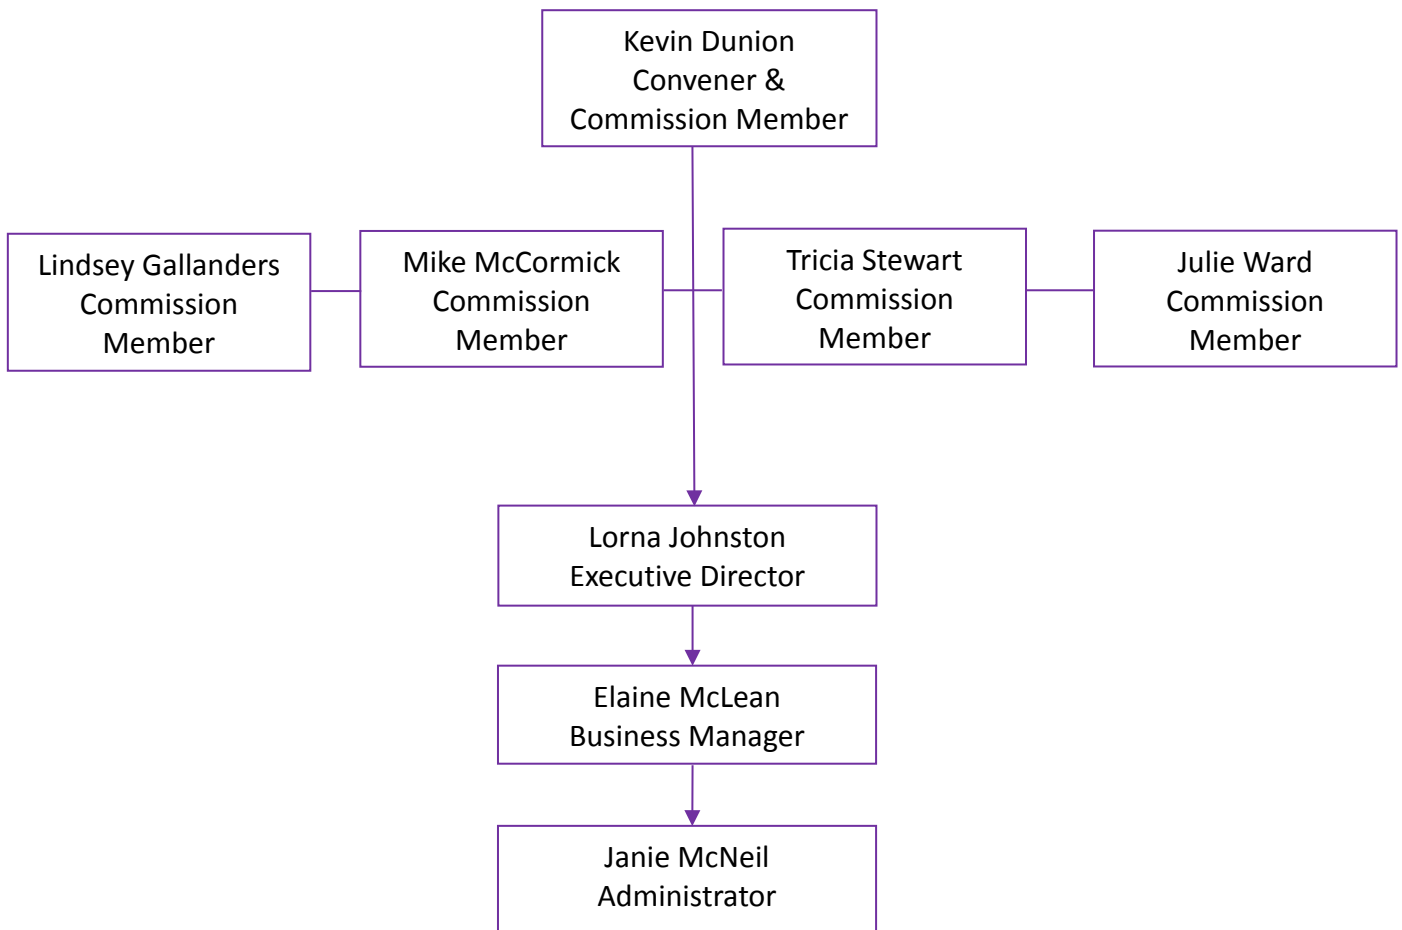 Kevin Dunion
Convener &
Commission Member
Lindsey Gallanders
Commission
Member
Mike McCormick
Commission
Member
Tricia Stewart
Commission
Member
Julie Ward
Commission
Member
Lorna Johnston
Executive Director
Elaine McLean
Business Manager
Janie McNeil
Administrator